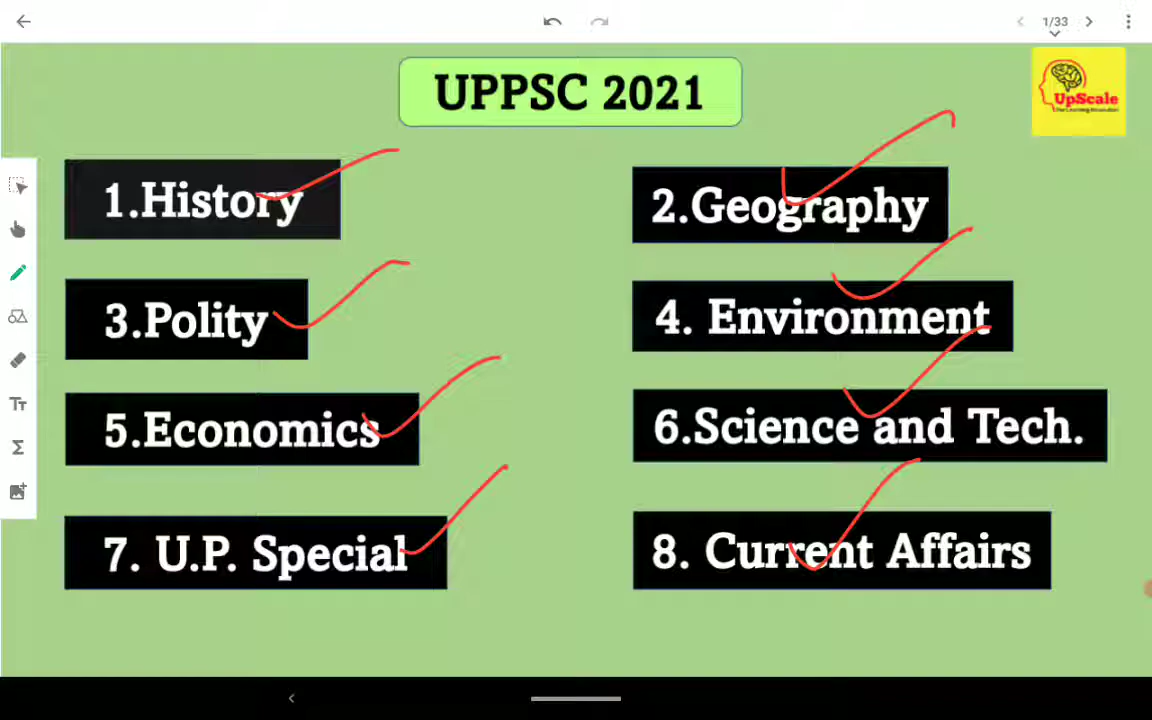 1/33
UPPSC 2021
UpScale
1.History
2.Geography
3.Polity
4. Environment
5.Economics
6.Science and Tech.
7. U.P. Special
8. Current Affairs